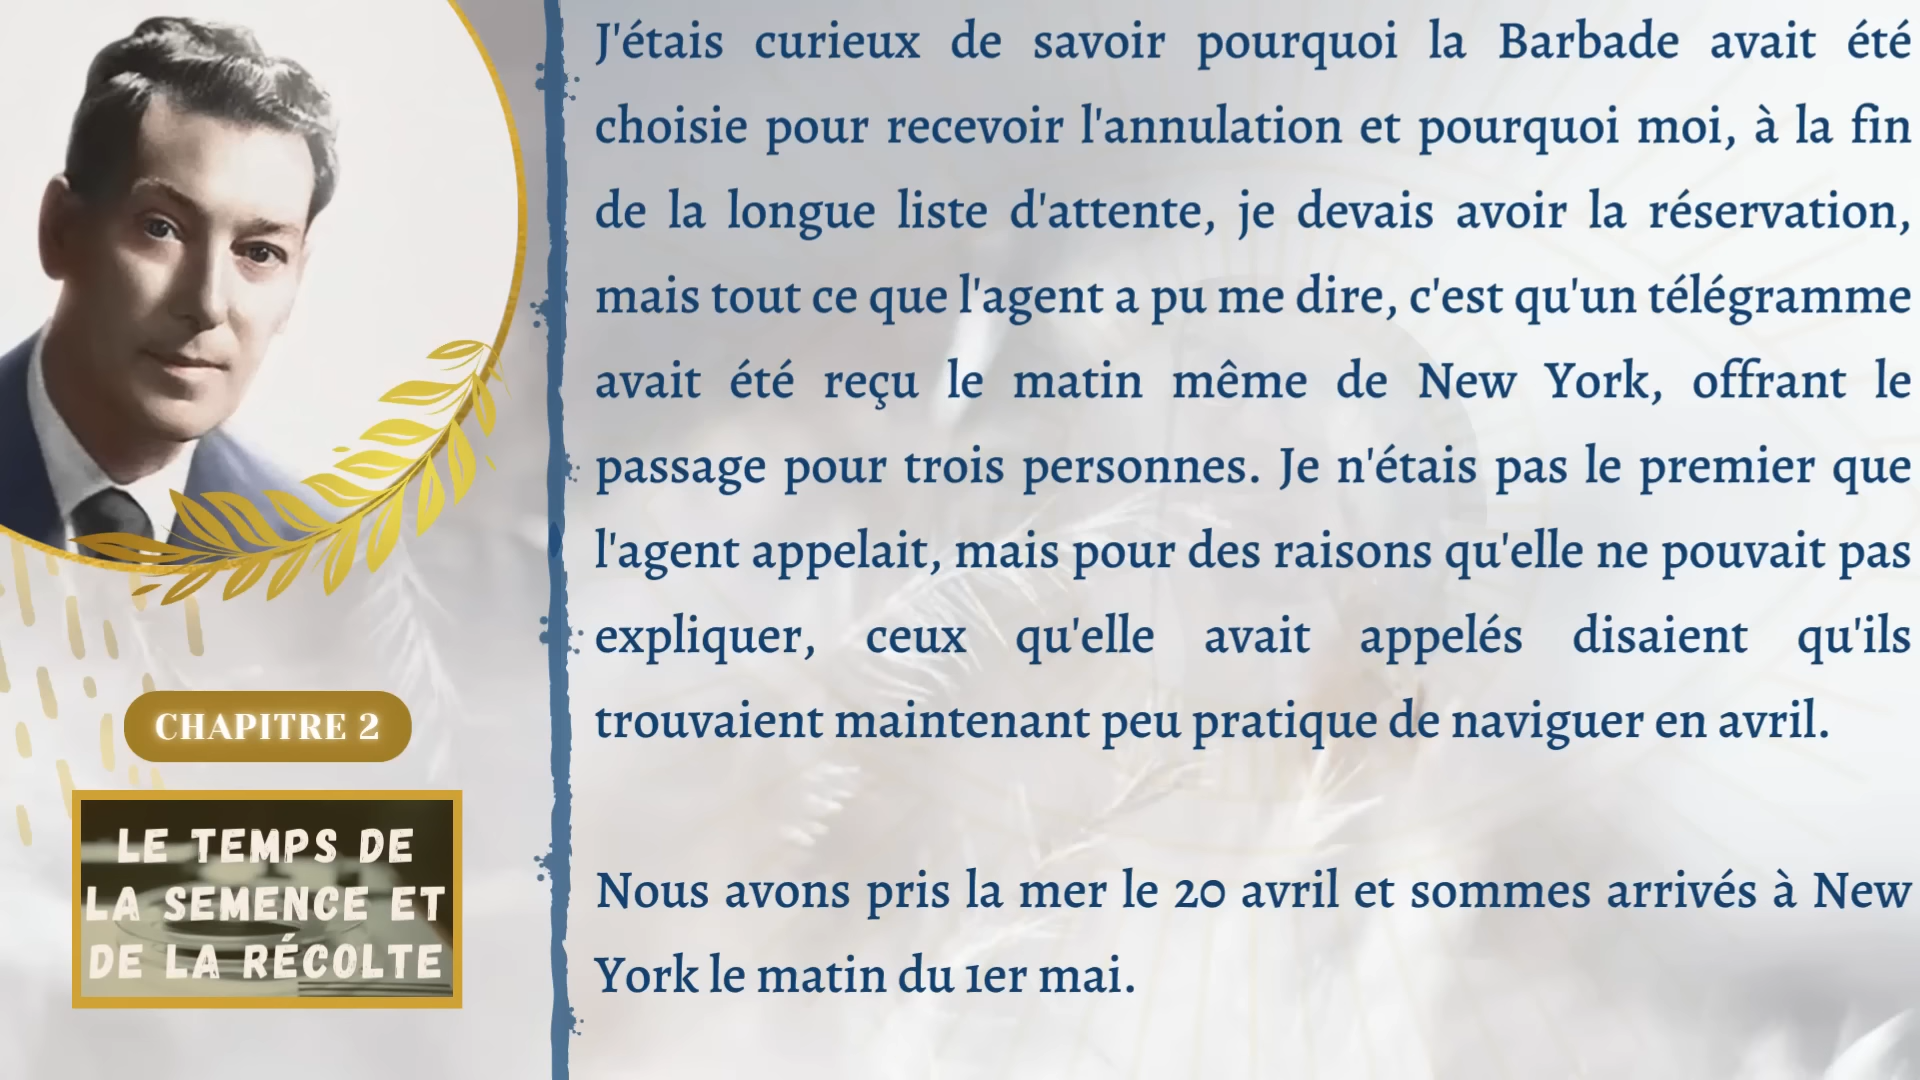 J'étais curieux de savoir pourquoi la Barbade avait été
choisie pour recevoir l'annulation et pourquoi moi, à la fin
de la longue liste d'attente, je devais avoir la réservation,
mais tout ce que l'agent a pu me dire, c'est qu'un télégramme
avait été reçu le matin même de New York, offrant le
passage pour trois personnes. Je n'étais pas le premier que
l'agent appelait, mais pour des raisons qu'elle ne pouvait pas
expliquer, ceux qu'elle avait appelés disaient qu'ils
trouvaient maintenant peu pratique de naviguer en avril.
Nous avons pris la mer le 20 avril et sommes arrivés à New
York le matin du 1er mai.
CHAPITRE 2
LE TEMPS DE
LA SEMENCE ET
DE LA RÉCOLTE